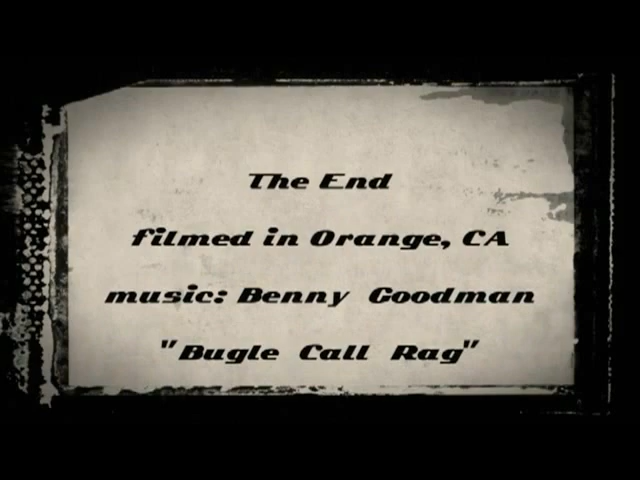 The End
filmed in Orange, CA
music: Benny Goodman
"Bugle Call Rag"